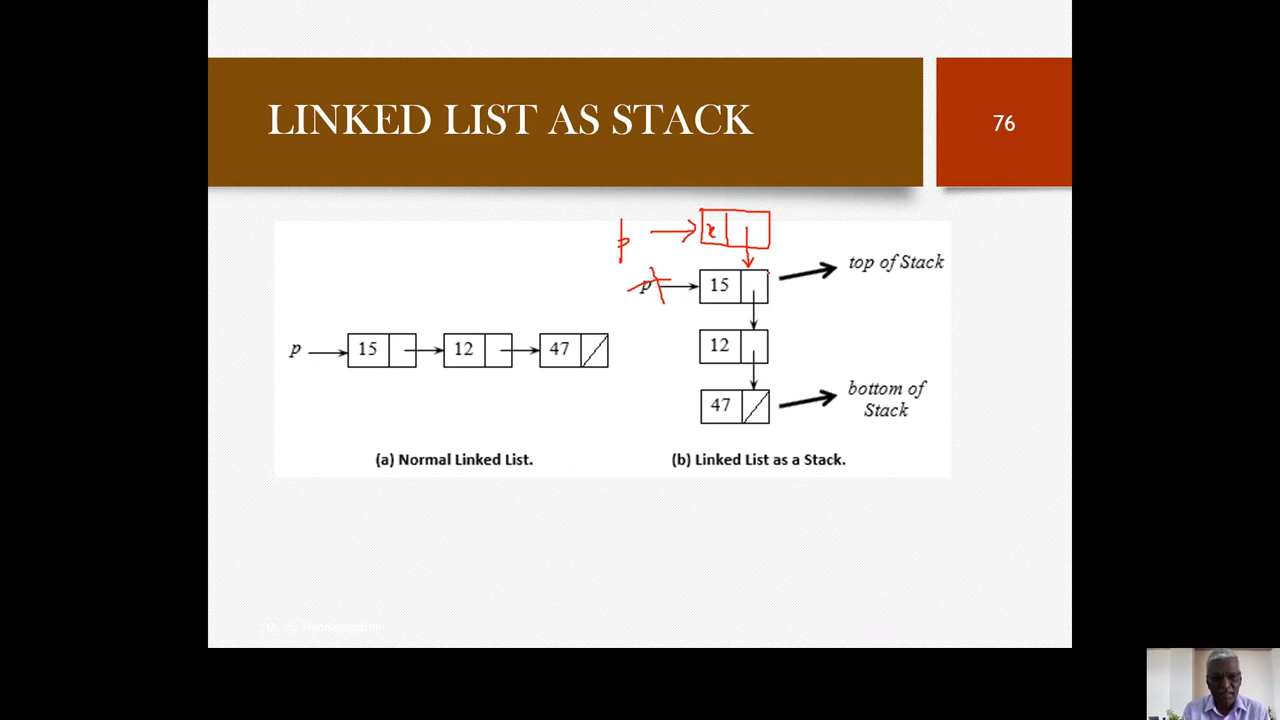 LINKED LIST AS STACK
76
p
x
p
15
top of Stack
12
47
bottom of
Stack
p
15
12
47
(a) Normal Linked List.
(b) Linked List as a Stack.